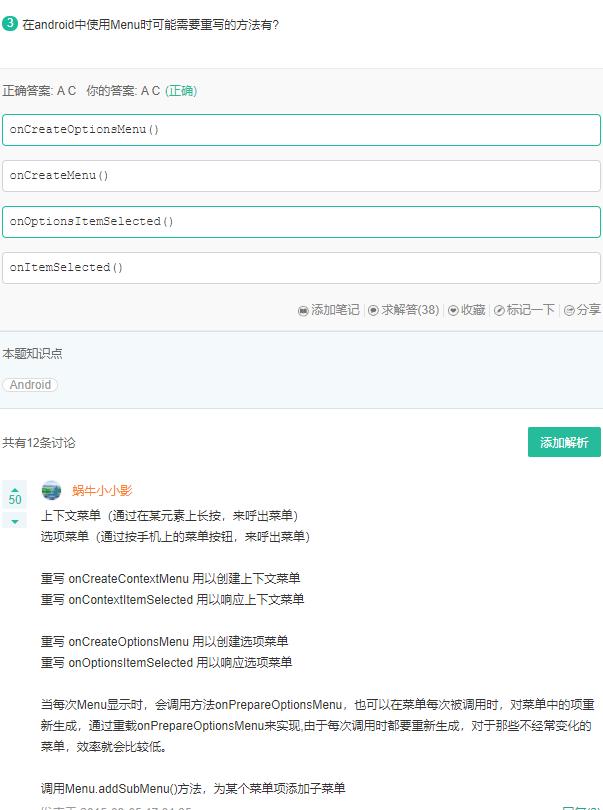 3 在android中使用Menu时可能需要重写的方法有?
正确答案: A C 你的答案: A C (正确)
onCreateOptionsMenu()
onCreateMenu()
onOptionsItemSelected()
onItemSelected()
添加笔记 求解答(38) 收藏 标记一下 分享
本题知识点
Android
共有12条讨论 添加解析
50 蜗牛小小影
上下文菜单（通过在某元素上长按，来呼出菜单）
选项菜单（通过按手机上的菜单按钮，来呼出菜单）
重写 onCreateContextMenu 用以创建上下文菜单
重写 onContextItemSelected 用以响应上下文菜单
重写 onCreateOptionsMenu 用以创建选项菜单
重写 onOptionsItemSelected 用以响应选项菜单
当每次Menu显示时，会调用方法onPrepareOptionsMenu，也可以在菜单每次被调用时，对菜单中的项重
新生成，通过重载onPrepareOptionsMenu来实现,由于每次调用时都要重新生成，对于那些不经常变化的
菜单，效率就会比较低。
调用Menu.addSubMenu()方法，为某个菜单项添加子菜单